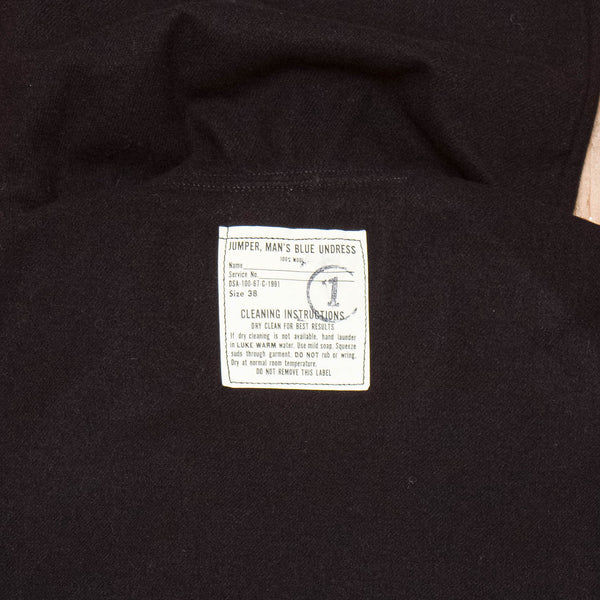 JUMPER, MAN'S BLUE UNDRESS
100% WOOL
Name
Service No.
DSA-100-67-C-1991
Size 38
1
CLEANING INSTRUCTIONS
DRY CLEAN FOR BEST RESULTS
If dry cleaning is not available, hand launder
in LUKE WARM water. Use mild soap. Squeeze
suds through garment. DO NOT rub or wring.
Dry at normal room temperature.
DO NOT REMOVE THIS LABEL